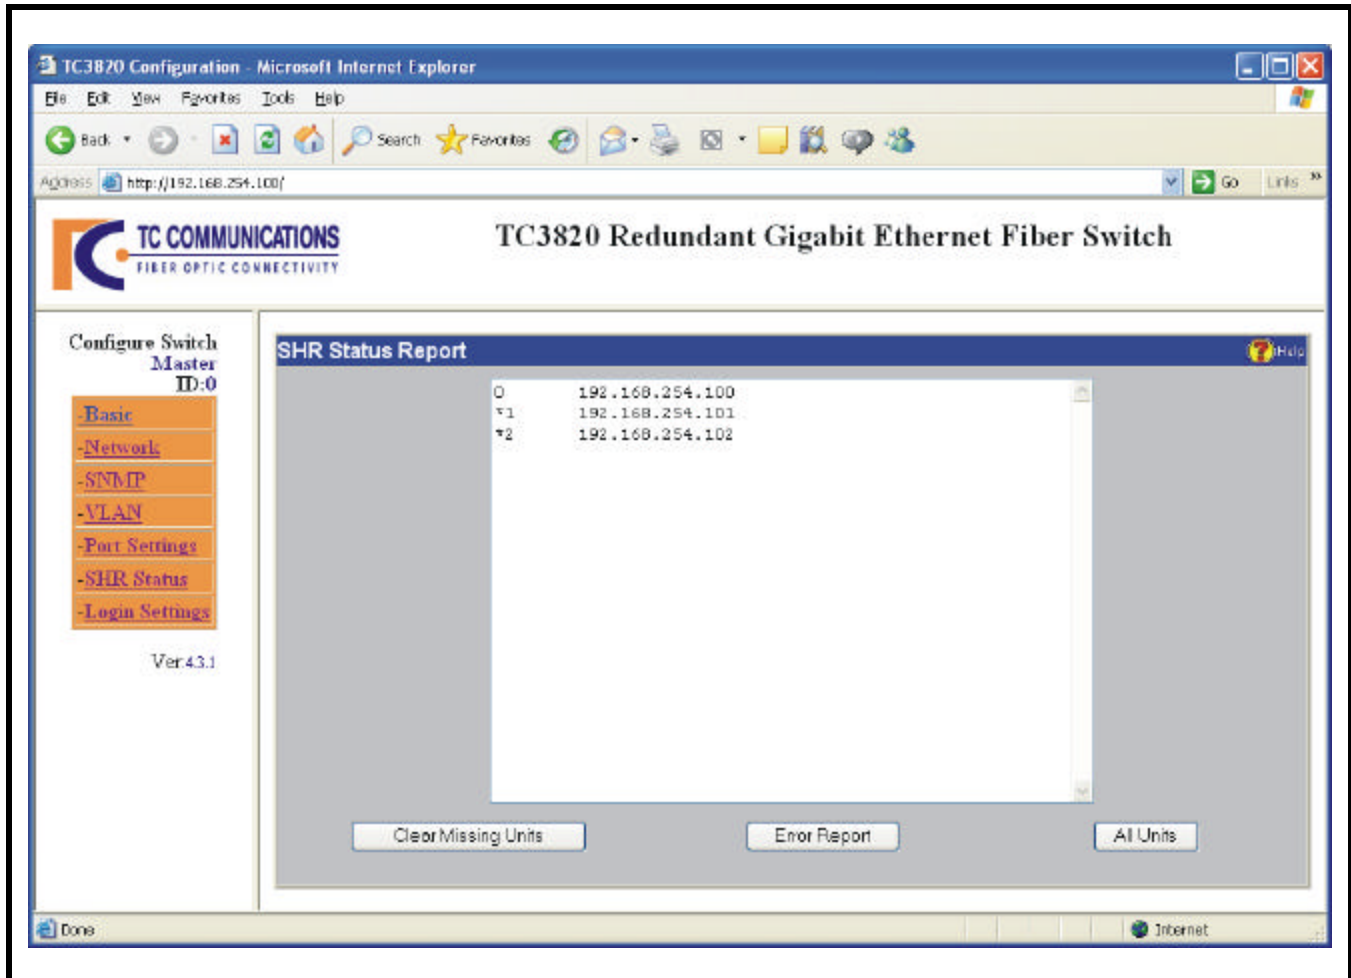 TC3820 Configuration - Microsoft Internet Explorer
File Edit View Favorites Tools Help
Back Search Favorites
Address http://192.168.254.100/ Go Links »
TC COMMUNICATIONS
FIBER OPTIC CONNECTIVITY
TC3820 Redundant Gigabit Ethernet Fiber Switch
Configure Switch
Master
ID:0
-Basic
-Network
-SNMP
-VLAN
-Port Settings
-SHR Status
-Login Settings
Ver:4.3.1
SHR Status Report
Help
0 192.168.254.100
*1 192.168.254.101
*2 192.168.254.102
Clear Missing Units Error Report All Units
Done Internet